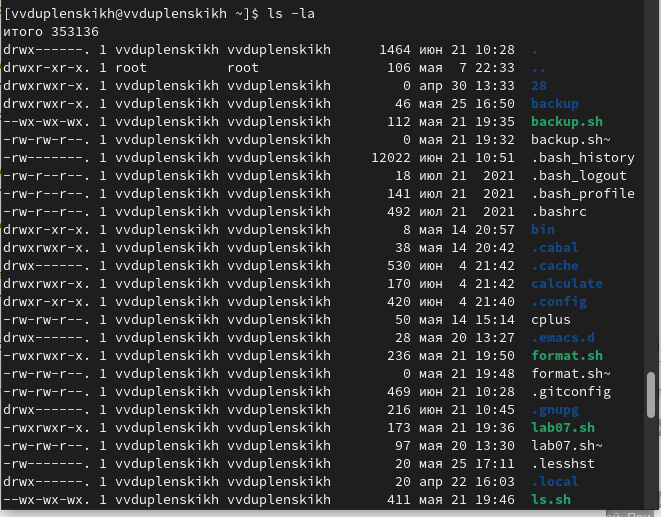 [vvduplenskikh@vvduplenskikh ~]$ ls -la
итого 353136
drwx------. 1 vvduplenskikh vvduplenskikh 1464 июн 21 10:28 .
drwxr-xr-x. 1 root root 106 мая 7 22:33 ..
drwxrwxr-x. 1 vvduplenskikh vvduplenskikh 0 апр 30 13:33 28
drwxrwxr-x. 1 vvduplenskikh vvduplenskikh 46 мая 25 16:50 backup
--wx-wx-wx. 1 vvduplenskikh vvduplenskikh 112 мая 21 19:35 backup.sh
-rw-rw-r--. 1 vvduplenskikh vvduplenskikh 0 мая 21 19:32 backup.sh~
-rw-------. 1 vvduplenskikh vvduplenskikh 12022 июн 21 10:51 .bash_history
-rw-r--r--. 1 vvduplenskikh vvduplenskikh 18 июл 21 2021 .bash_logout
-rw-r--r--. 1 vvduplenskikh vvduplenskikh 141 июл 21 2021 .bash_profile
-rw-r--r--. 1 vvduplenskikh vvduplenskikh 492 июл 21 2021 .bashrc
drwxr-xr-x. 1 vvduplenskikh vvduplenskikh 8 мая 14 20:57 bin
drwxrwxr-x. 1 vvduplenskikh vvduplenskikh 38 мая 14 20:42 .cabal
drwx------. 1 vvduplenskikh vvduplenskikh 530 июн 4 21:42 .cache
drwxrwxr-x. 1 vvduplenskikh vvduplenskikh 170 июн 4 21:42 calculate
drwxr-xr-x. 1 vvduplenskikh vvduplenskikh 420 июн 4 21:40 .config
-rw-rw-r--. 1 vvduplenskikh vvduplenskikh 50 мая 14 15:14 cplus
drwx------. 1 vvduplenskikh vvduplenskikh 28 мая 20 13:27 .emacs.d
-rwxrwxr-x. 1 vvduplenskikh vvduplenskikh 236 мая 21 19:50 format.sh
-rw-rw-r--. 1 vvduplenskikh vvduplenskikh 0 мая 21 19:48 format.sh~
-rw-rw-r--. 1 vvduplenskikh vvduplenskikh 469 июн 21 10:28 .gitconfig
drwx------. 1 vvduplenskikh vvduplenskikh 216 июн 21 10:45 .gnupg
-rwxrwxr-x. 1 vvduplenskikh vvduplenskikh 173 мая 21 19:36 lab07.sh
-rw-rw-r--. 1 vvduplenskikh vvduplenskikh 97 мая 20 13:30 lab07.sh~
-rw-------. 1 vvduplenskikh vvduplenskikh 20 мая 25 17:11 .lesshst
drwx------. 1 vvduplenskikh vvduplenskikh 20 апр 22 16:03 .local
--wx-wx-wx. 1 vvduplenskikh vvduplenskikh 411 мая 21 19:46 ls.sh